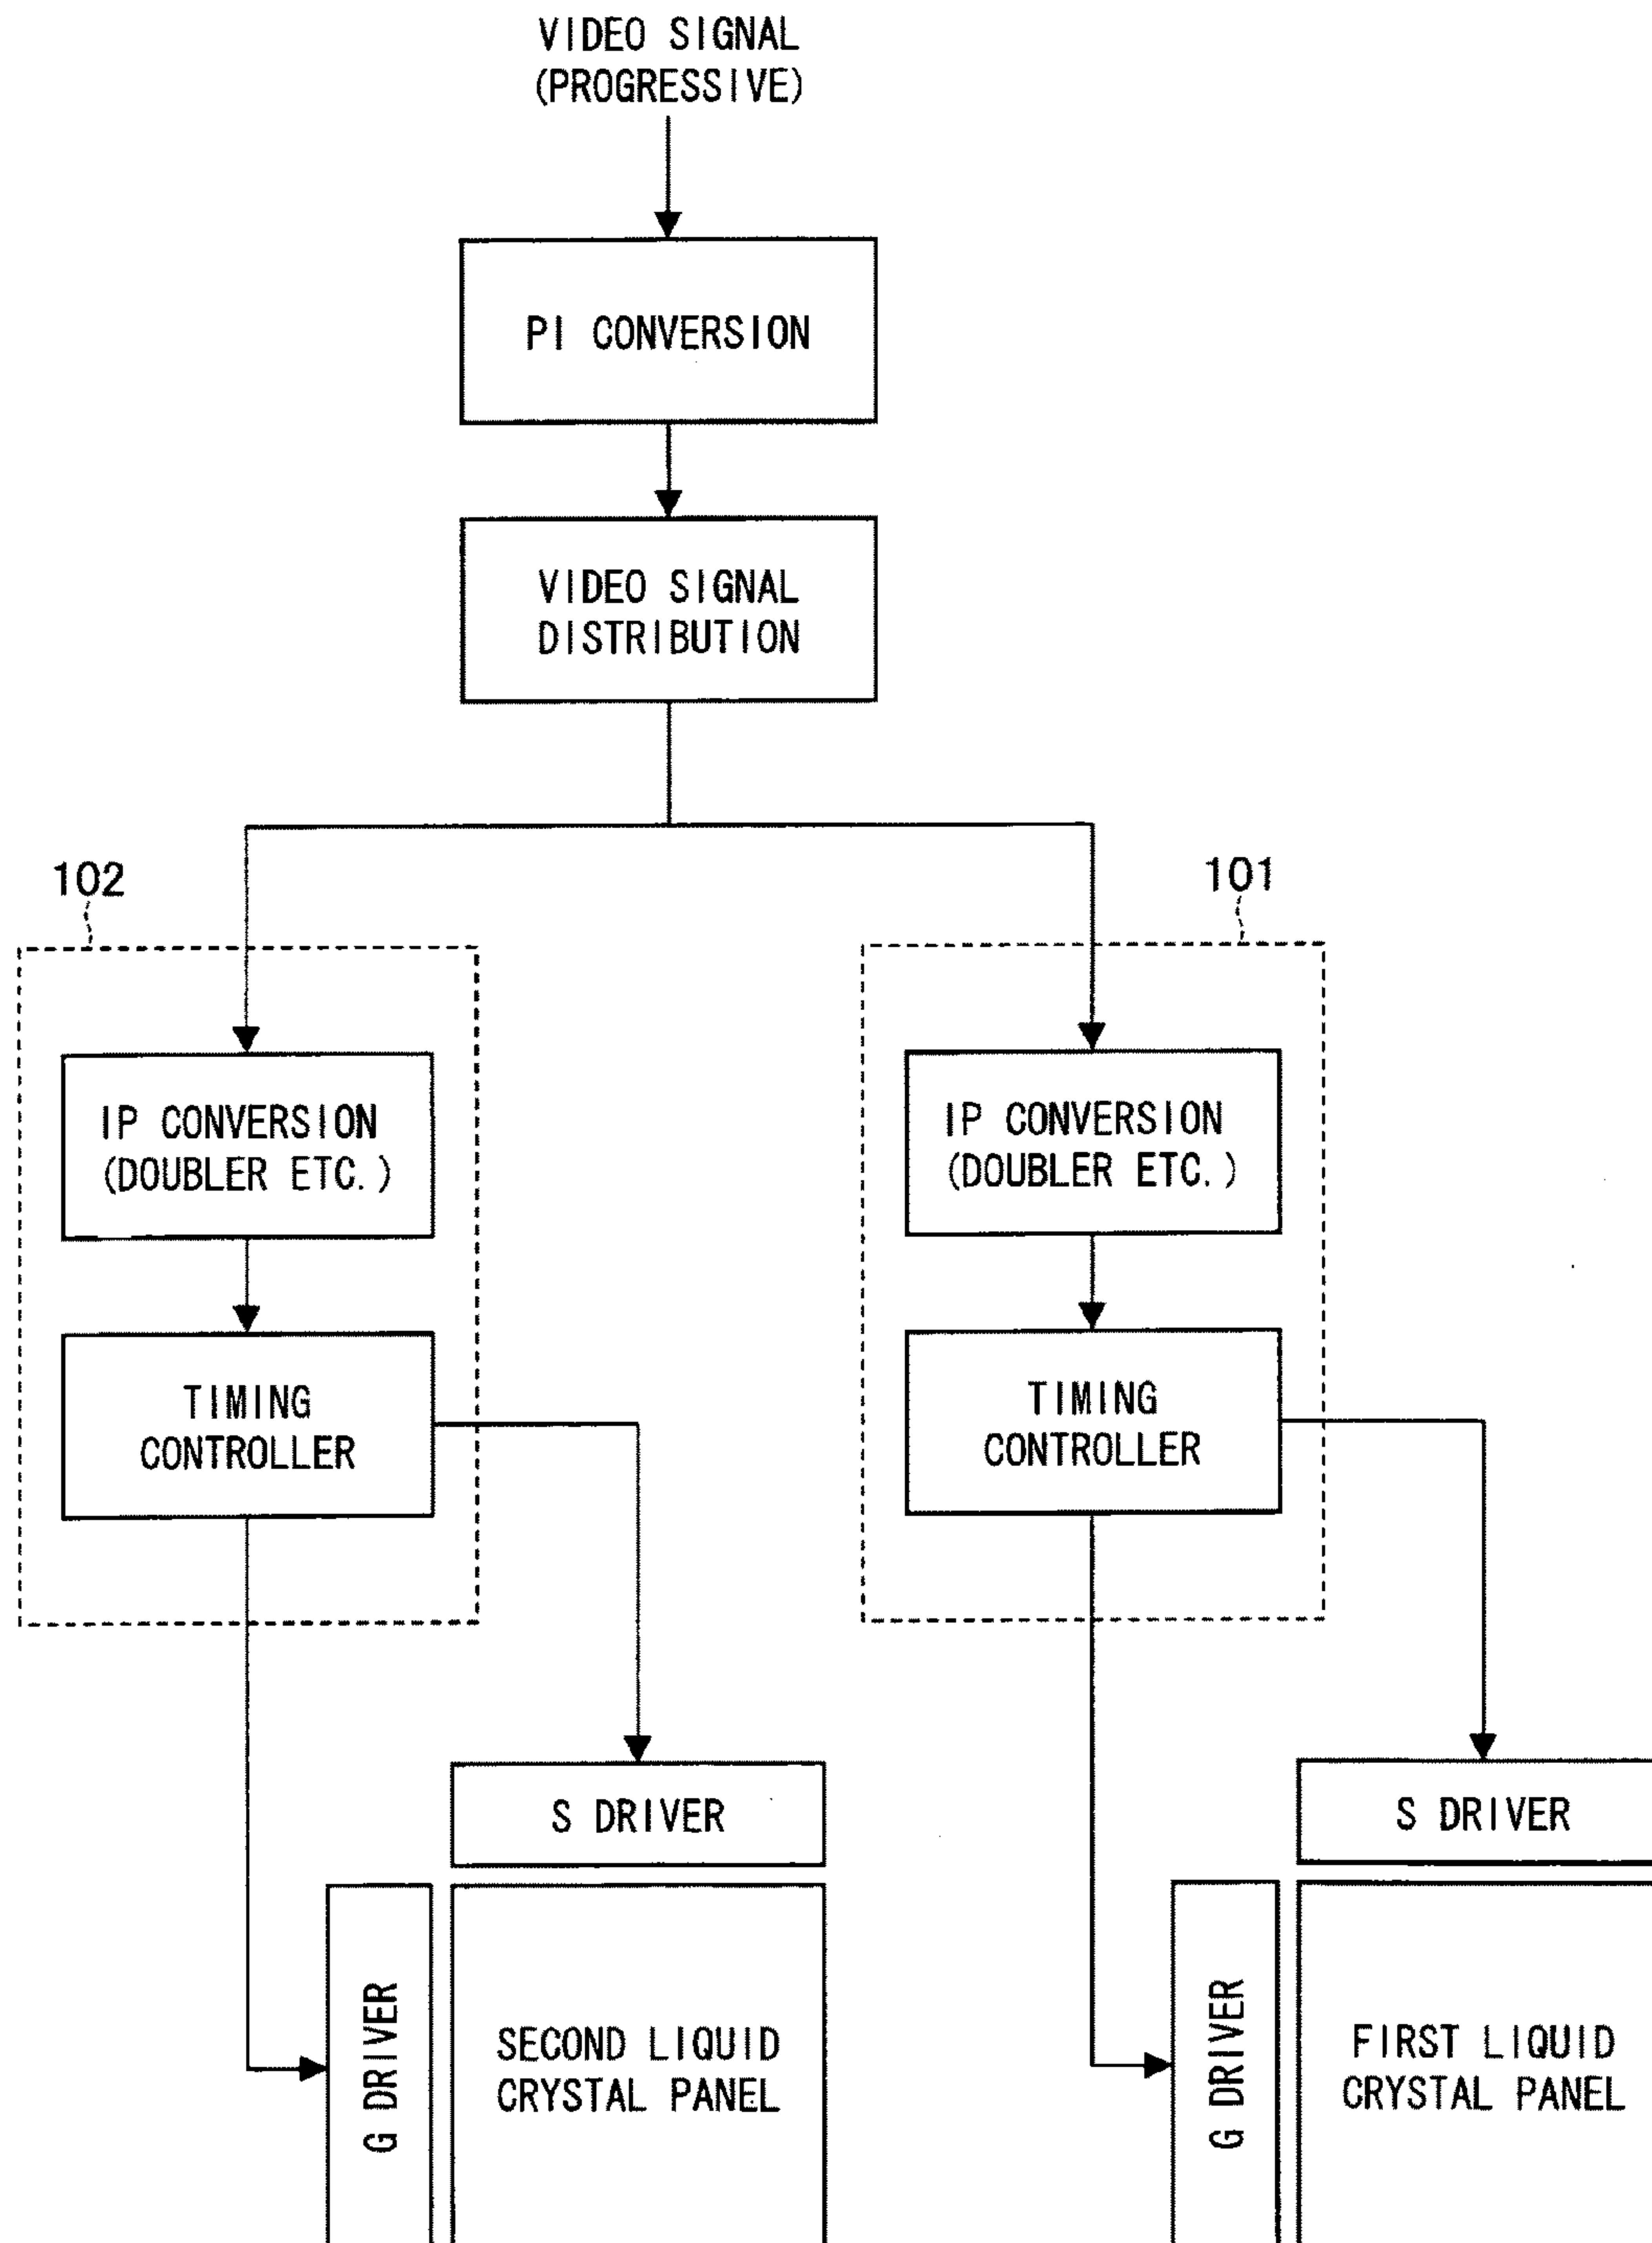 VIDEO SIGNAL
(PROGRESSIVE)
PI CONVERSION
VIDEO SIGNAL
DISTRIBUTION
102
101
IP CONVERSION
(DOUBLER ETC.)
IP CONVERSION
(DOUBLER ETC.)
TIMING
CONTROLLER
TIMING
CONTROLLER
S DRIVER
S DRIVER
G DRIVER
SECOND LIQUID
CRYSTAL PANEL
G DRIVER
FIRST LIQUID
CRYSTAL PANEL